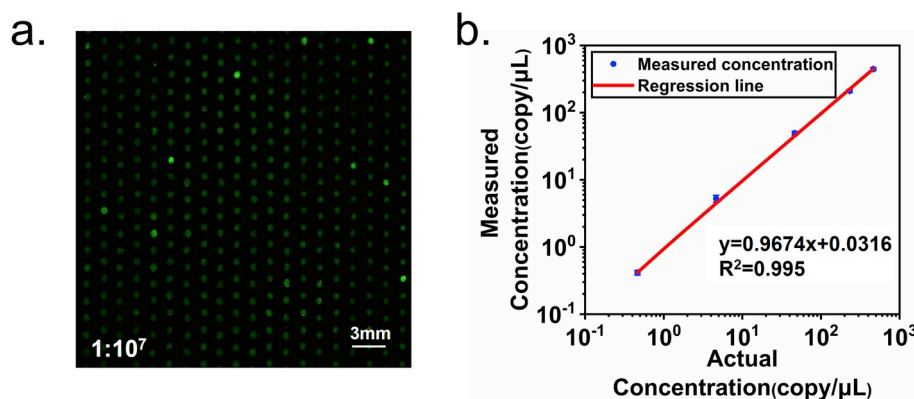 a.
1:10⁷
3mm
b.
Measured
Concentration(copy/μL)
10³
10²
10¹
10⁰
10⁻¹
Measured concentration
Regression line
y=0.9674x+0.0316
R²=0.995
10⁻¹ 10⁰ 10¹ 10² 10³
Actual
Concentration(copy/μL)